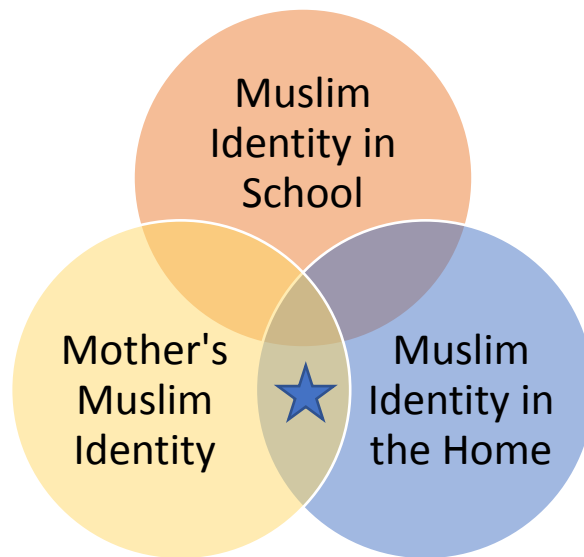 Muslim
Identity in
School
Mother's
Muslim
Identity
Muslim
Identity in
the Home